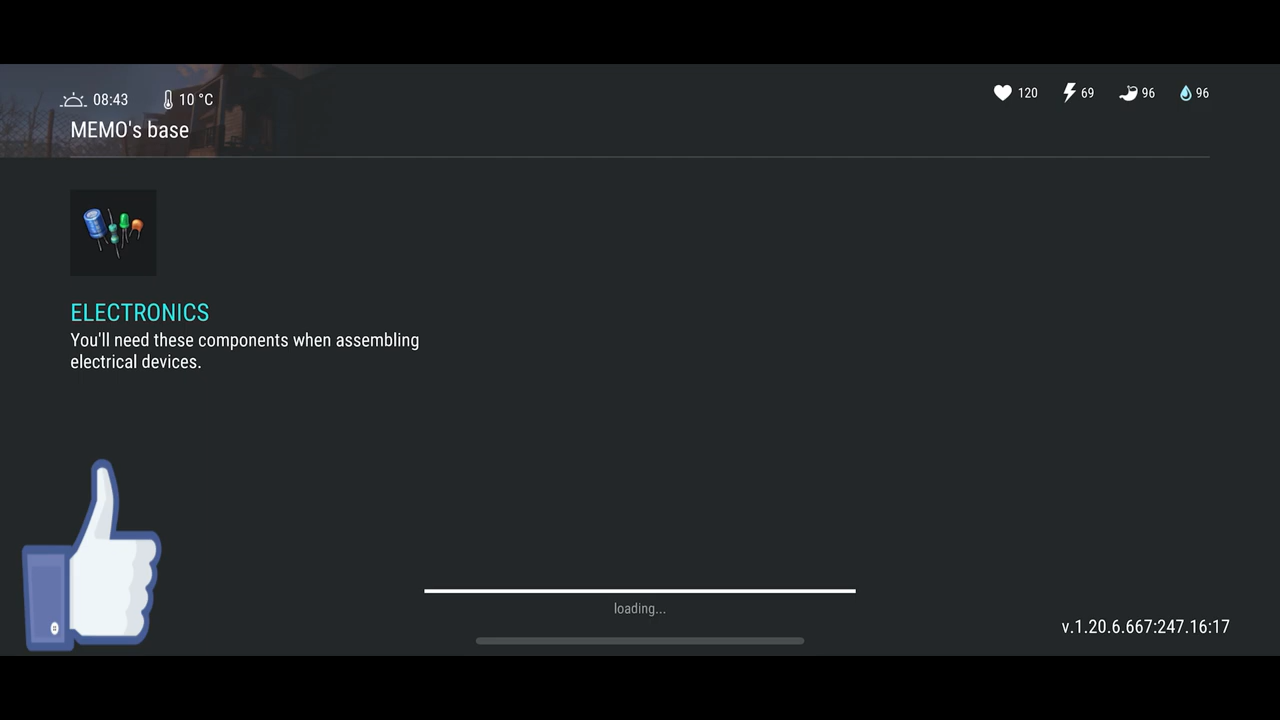 08:43 10 °C
120 69 96 96
MEMO's base
ELECTRONICS
You'll need these components when assembling
electrical devices.
loading...
v.1.20.6.667:247.16:17